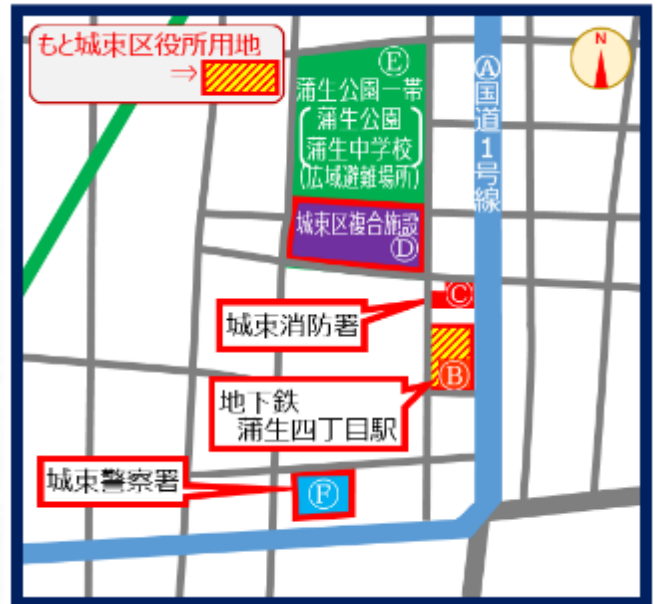 もと城東区役所用地
⇒
N
Ⓔ
蒲生公園一帯
蒲生公園
蒲生中学校
(広域避難場所)
Ⓐ国道1号線
城東区複合施設
Ⓓ
Ⓒ
城東消防署
Ⓑ
地下鉄
蒲生四丁目駅
城東警察署
Ⓕ